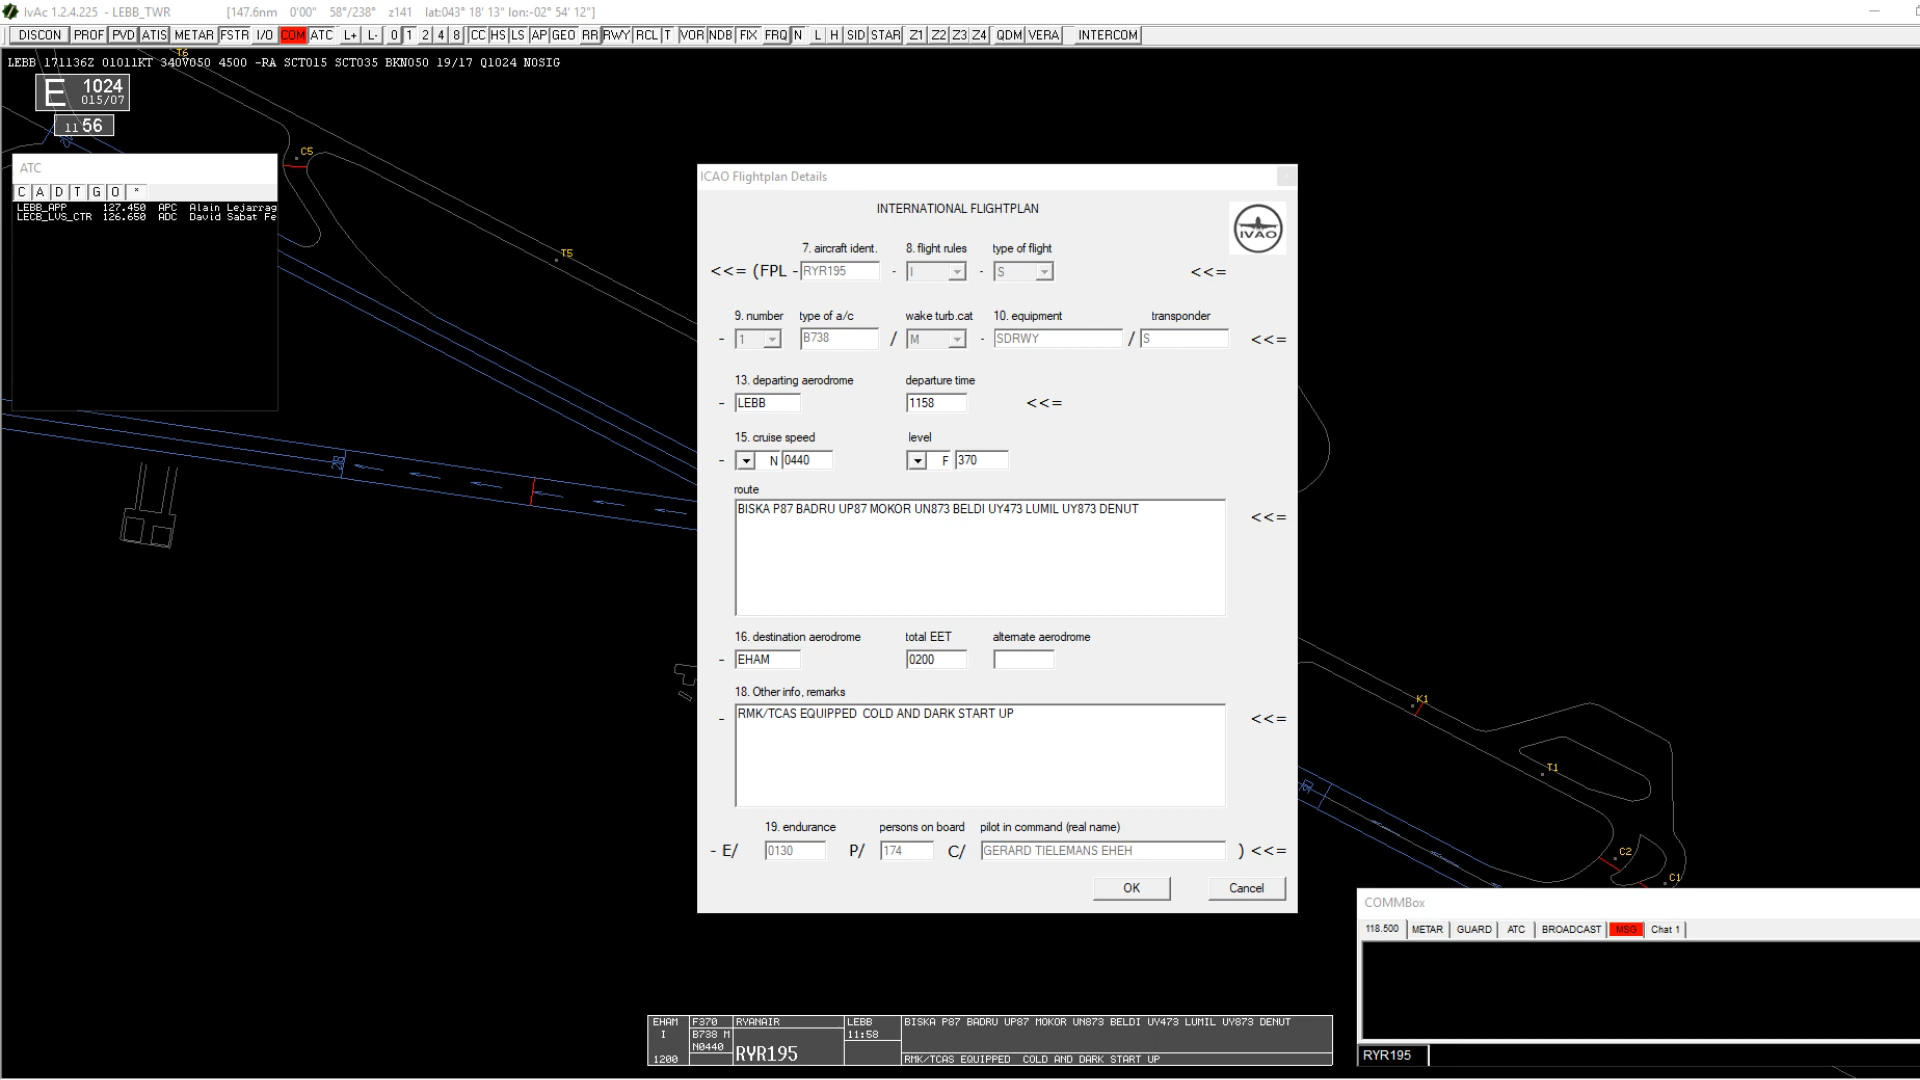 IvAc 1.2.4.225 - LEBB_TWR [147.6nm 0'00" 58°/238° z141 lat:043° 18' 13" lon:-02° 54' 12"]
DISCON PROF PVD ATIS METAR FSTR I/O COM ATC L+ L- 0 1 2 4 8 CC HS LS AP GEO RR RWY RCL T VOR NDB FIX FRQ N L H SID STAR Z1 Z2 Z3 Z4 QDM VERA INTERCOM
T6
LEBB 171136Z 01011KT 340V050 4500 -RA SCT015 SCT035 BKN050 19/17 Q1024 NOSIG
E 1024
015/07
11 56
C5
ATC
C A D T G O *
LEBB_APP 127.450 APC Alain Lejarrag
LECB_LVS_CTR 126.650 ADC David Sabat Fe
T5
28
ICAO Flightplan Details
INTERNATIONAL FLIGHTPLAN
IVAO
7. aircraft ident. 8. flight rules type of flight
<<= (FPL - RYR195 - I - S <<=
9. number type of a/c wake turb.cat 10. equipment transponder
- 1 B738 / M - SDRWY / S <<=
13. departing aerodrome departure time
- LEBB 1158 <<=
15. cruise speed level
- N 0440 F 370
route
BISKA P87 BADRU UP87 MOKOR UN873 BELDI UY473 LUMIL UY873 DENUT
<<=
16. destination aerodrome total EET alternate aerodrome
- EHAM 0200
18. Other info, remarks
- RMK/TCAS EQUIPPED COLD AND DARK START UP <<=
19. endurance persons on board pilot in command (real name)
- E/ 0130 P/ 174 C/ GERARD TIELEMANS EHEH ) <<=
OK Cancel
K1
T1
C2
C1
COMMBox
118.500 METAR GUARD ATC BROADCAST MSG Chat 1
RYR195
EHAM F370 RYANAIR LEBB BISKA P87 BADRU UP87 MOKOR UN873 BELDI UY473 LUMIL UY873 DENUT
I B738 M 11:58
N0440
1200 RYR195 RMK/TCAS EQUIPPED COLD AND DARK START UP